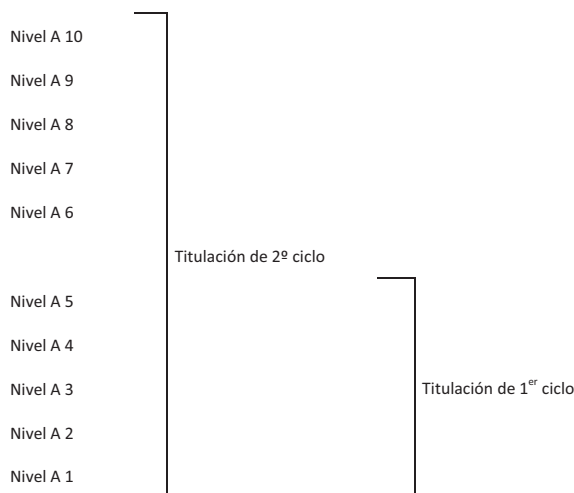 Nivel A 10
Nivel A 9
Nivel A 8
Nivel A 7
Nivel A 6
Titulación de 2º ciclo
Nivel A 5
Nivel A 4
Nivel A 3
Titulación de 1er ciclo
Nivel A 2
Nivel A 1